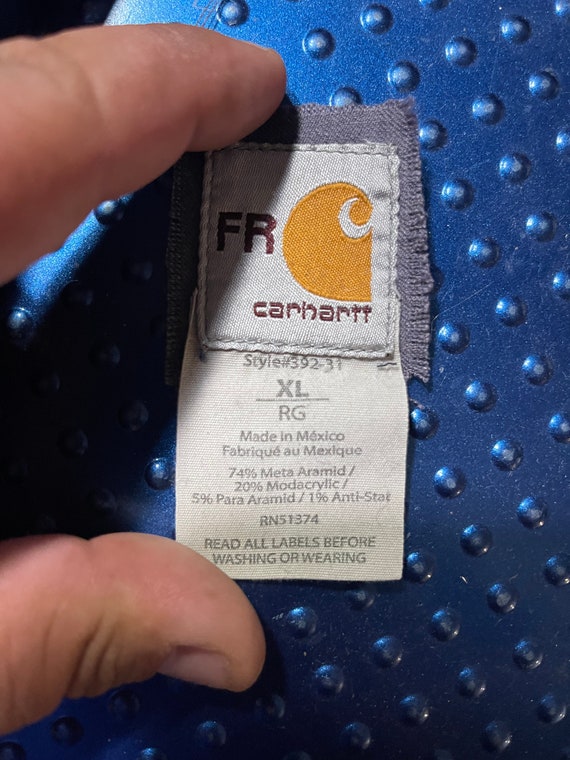 FR
carhartt
Style#392-31
XL
RG
Made in México
Fabriqué au Mexique
74% Meta Aramid /
20% Modacrylic /
5% Para Aramid / 1% Anti-Stat
RN51374
READ ALL LABELS BEFORE
WASHING OR WEARING